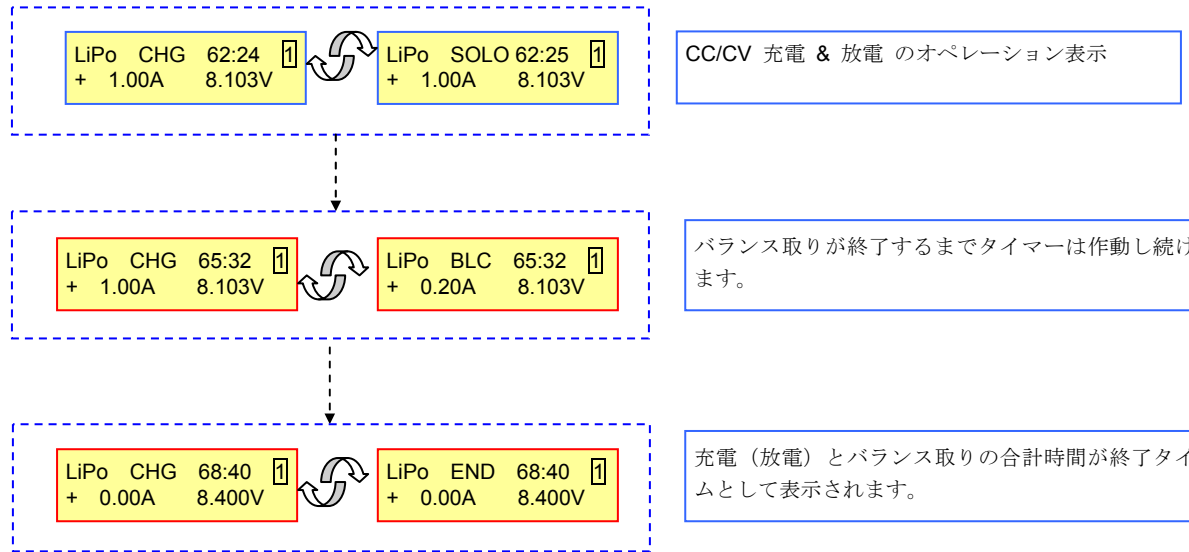 LiPo CHG 62:24 1
+ 1.00A 8.103V
LiPo SOLO 62:25 1
+ 1.00A 8.103V
CC/CV 充電 & 放電 のオペレーション表示
LiPo CHG 65:32 1
+ 1.00A 8.103V
LiPo BLC 65:32 1
+ 0.20A 8.103V
バランス取りが終了するまでタイマーは作動し続け
ます。
LiPo CHG 68:40 1
+ 0.00A 8.400V
LiPo END 68:40 1
+ 0.00A 8.400V
充電（放電）とバランス取りの合計時間が終了タイ
ムとして表示されます。